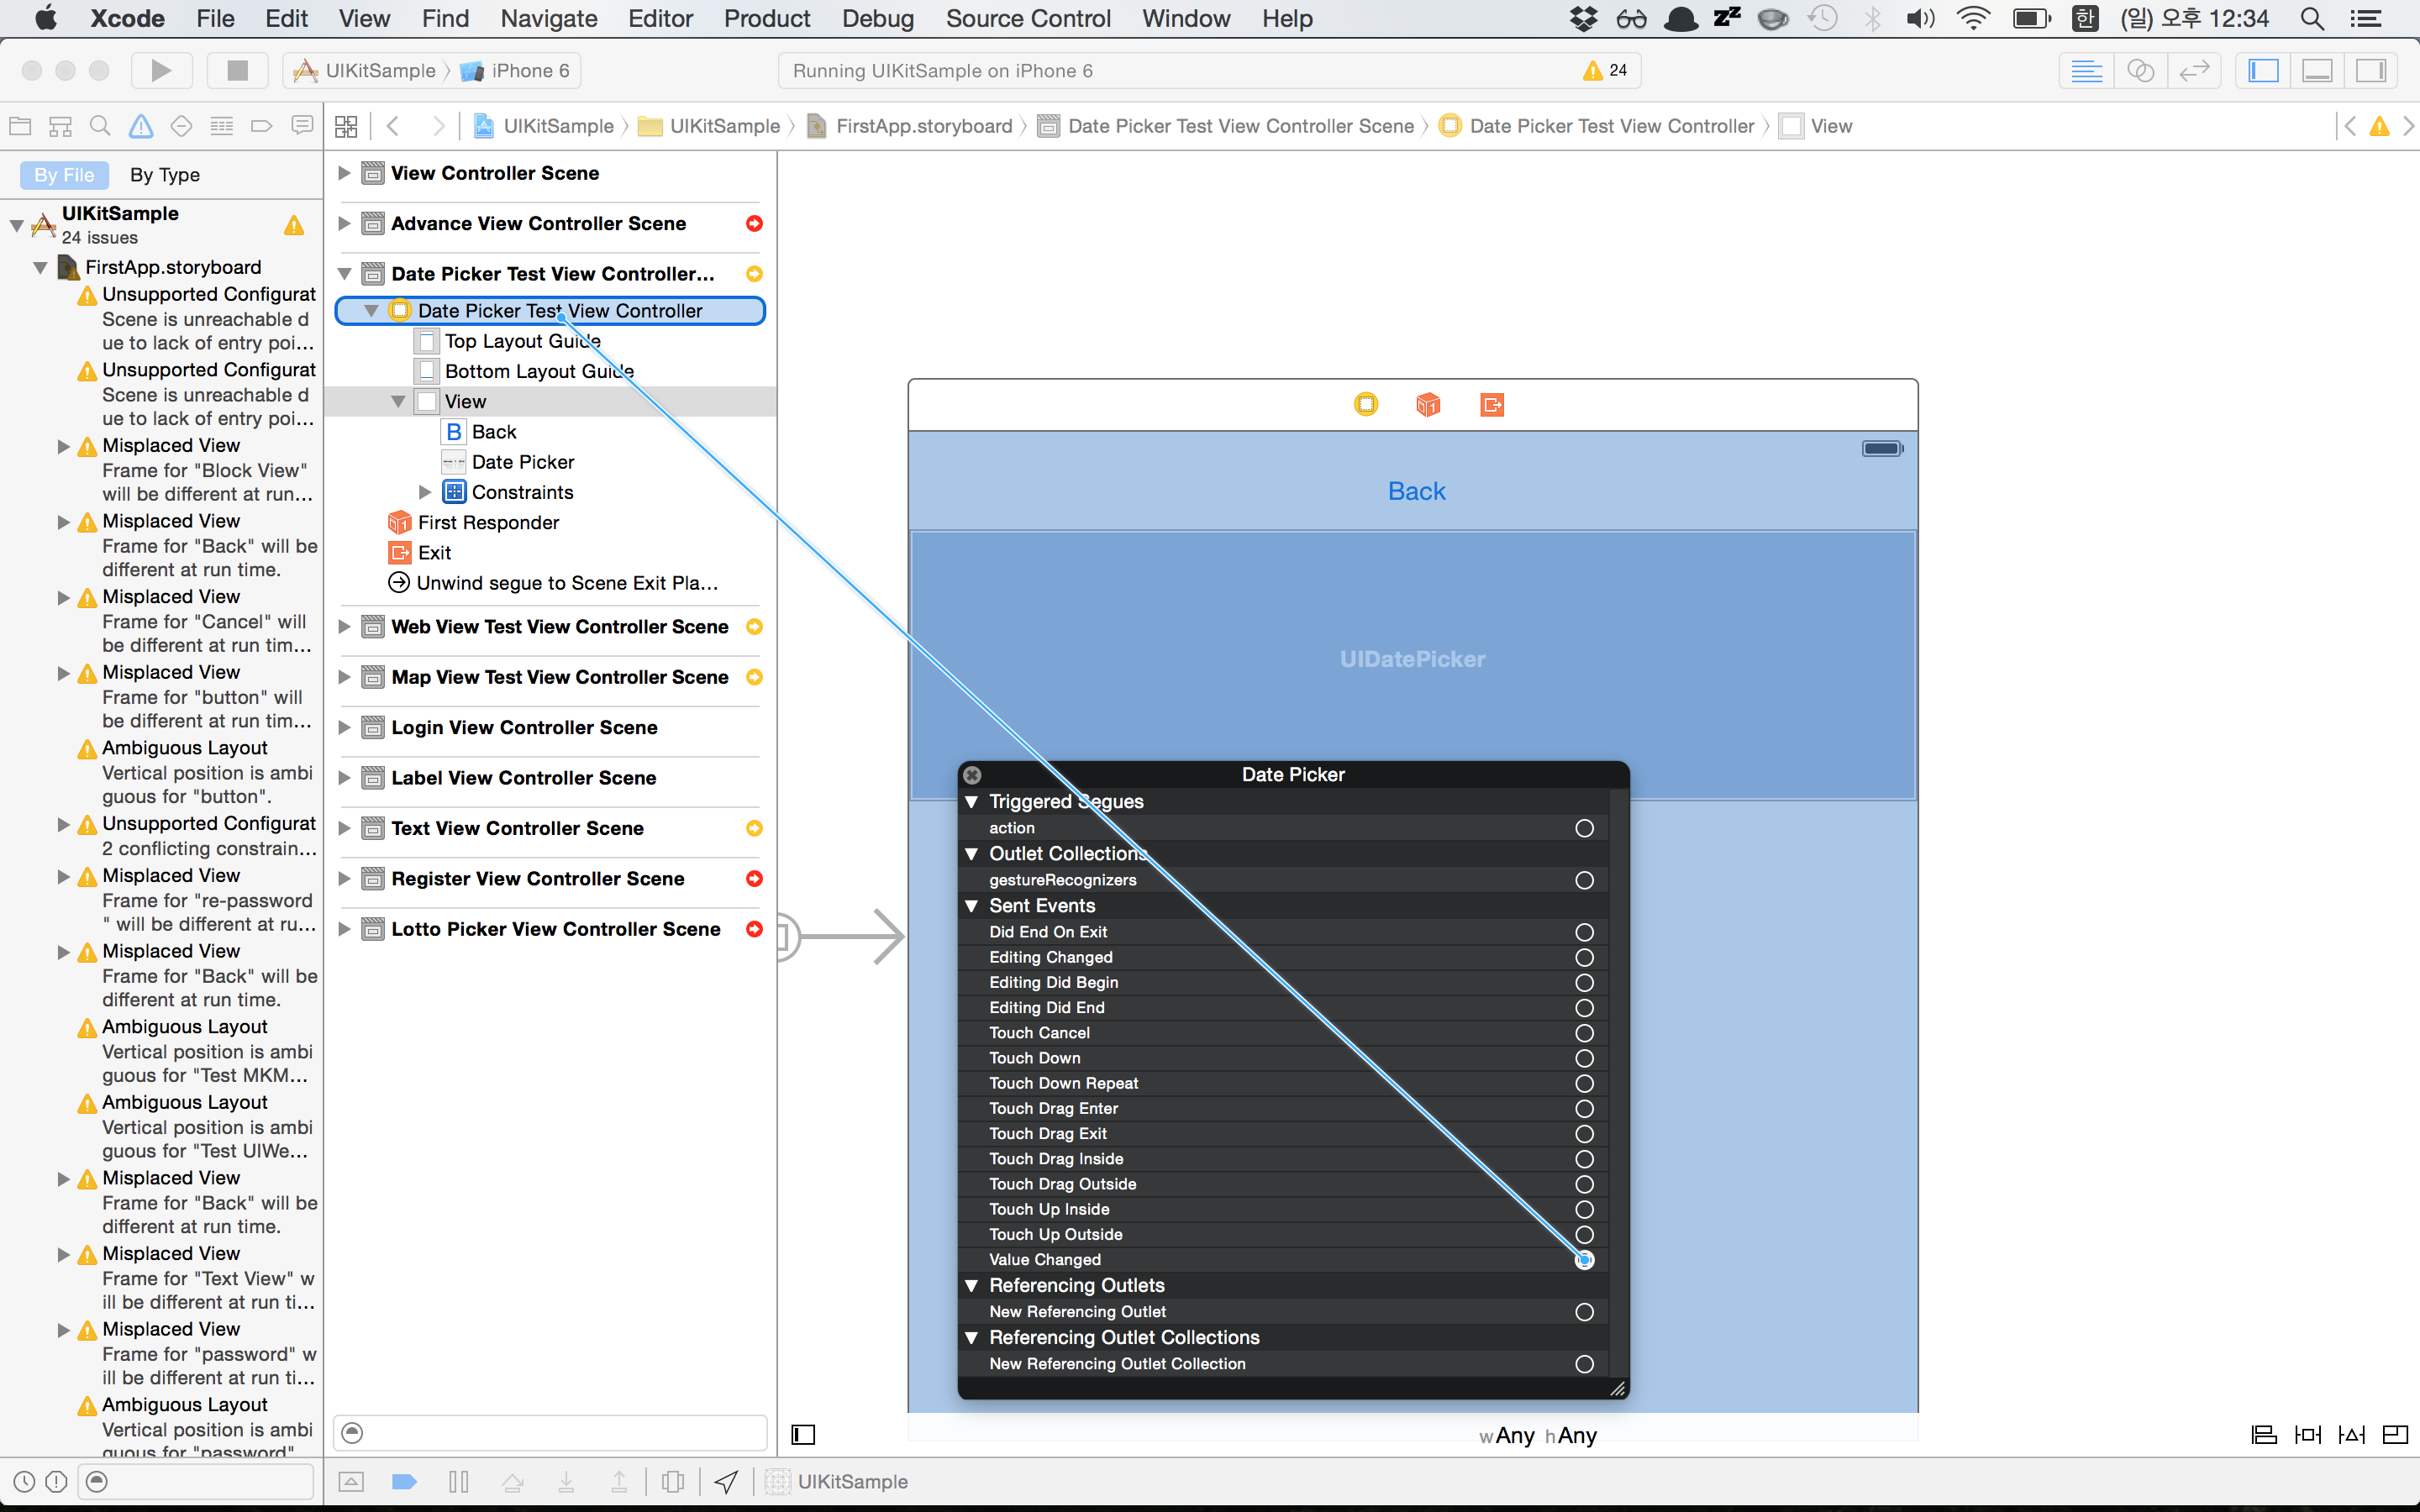 Xcode File Edit View Find Navigate Editor Product Debug Source Control Window Help 한 (일) 오후 12:34
UIKitSample iPhone 6 Running UIKitSample on iPhone 6 24
UIKitSample UIKitSample FirstApp.storyboard Date Picker Test View Controller Scene Date Picker Test View Controller View
By File By Type
UIKitSample
24 issues
FirstApp.storyboard
Unsupported Configurat
Scene is unreachable d
ue to lack of entry poi...
Unsupported Configurat
Scene is unreachable d
ue to lack of entry poi...
Misplaced View
Frame for "Block View"
will be different at run...
Misplaced View
Frame for "Back" will be
different at run time.
Misplaced View
Frame for "Cancel" will
be different at run tim...
Misplaced View
Frame for "button" will
be different at run tim...
Ambiguous Layout
Vertical position is ambi
guous for "button".
Unsupported Configurat
2 conflicting constrain...
Misplaced View
Frame for "re-password
" will be different at ru...
Misplaced View
Frame for "Back" will be
different at run time.
Ambiguous Layout
Vertical position is ambi
guous for "Test MKM...
Ambiguous Layout
Vertical position is ambi
guous for "Test UIWe...
Misplaced View
Frame for "Back" will be
different at run time.
Misplaced View
Frame for "Text View" w
ill be different at run ti...
Misplaced View
Frame for "password" w
ill be different at run ti...
Ambiguous Layout
Vertical position is ambi
guous for "password"
View Controller Scene
Advance View Controller Scene
Date Picker Test View Controller...
Date Picker Test View Controller
Top Layout Guide
Bottom Layout Guide
View
B Back
Date Picker
Constraints
First Responder
Exit
Unwind segue to Scene Exit Pla...
Web View Test View Controller Scene
Map View Test View Controller Scene
Login View Controller Scene
Label View Controller Scene
Text View Controller Scene
Register View Controller Scene
Lotto Picker View Controller Scene
Back
UIDatePicker
Date Picker
Triggered Segues
action
Outlet Collections
gestureRecognizers
Sent Events
Did End On Exit
Editing Changed
Editing Did Begin
Editing Did End
Touch Cancel
Touch Down
Touch Down Repeat
Touch Drag Enter
Touch Drag Exit
Touch Drag Inside
Touch Drag Outside
Touch Up Inside
Touch Up Outside
Value Changed
Referencing Outlets
New Referencing Outlet
Referencing Outlet Collections
New Referencing Outlet Collection
wAny hAny
UIKitSample